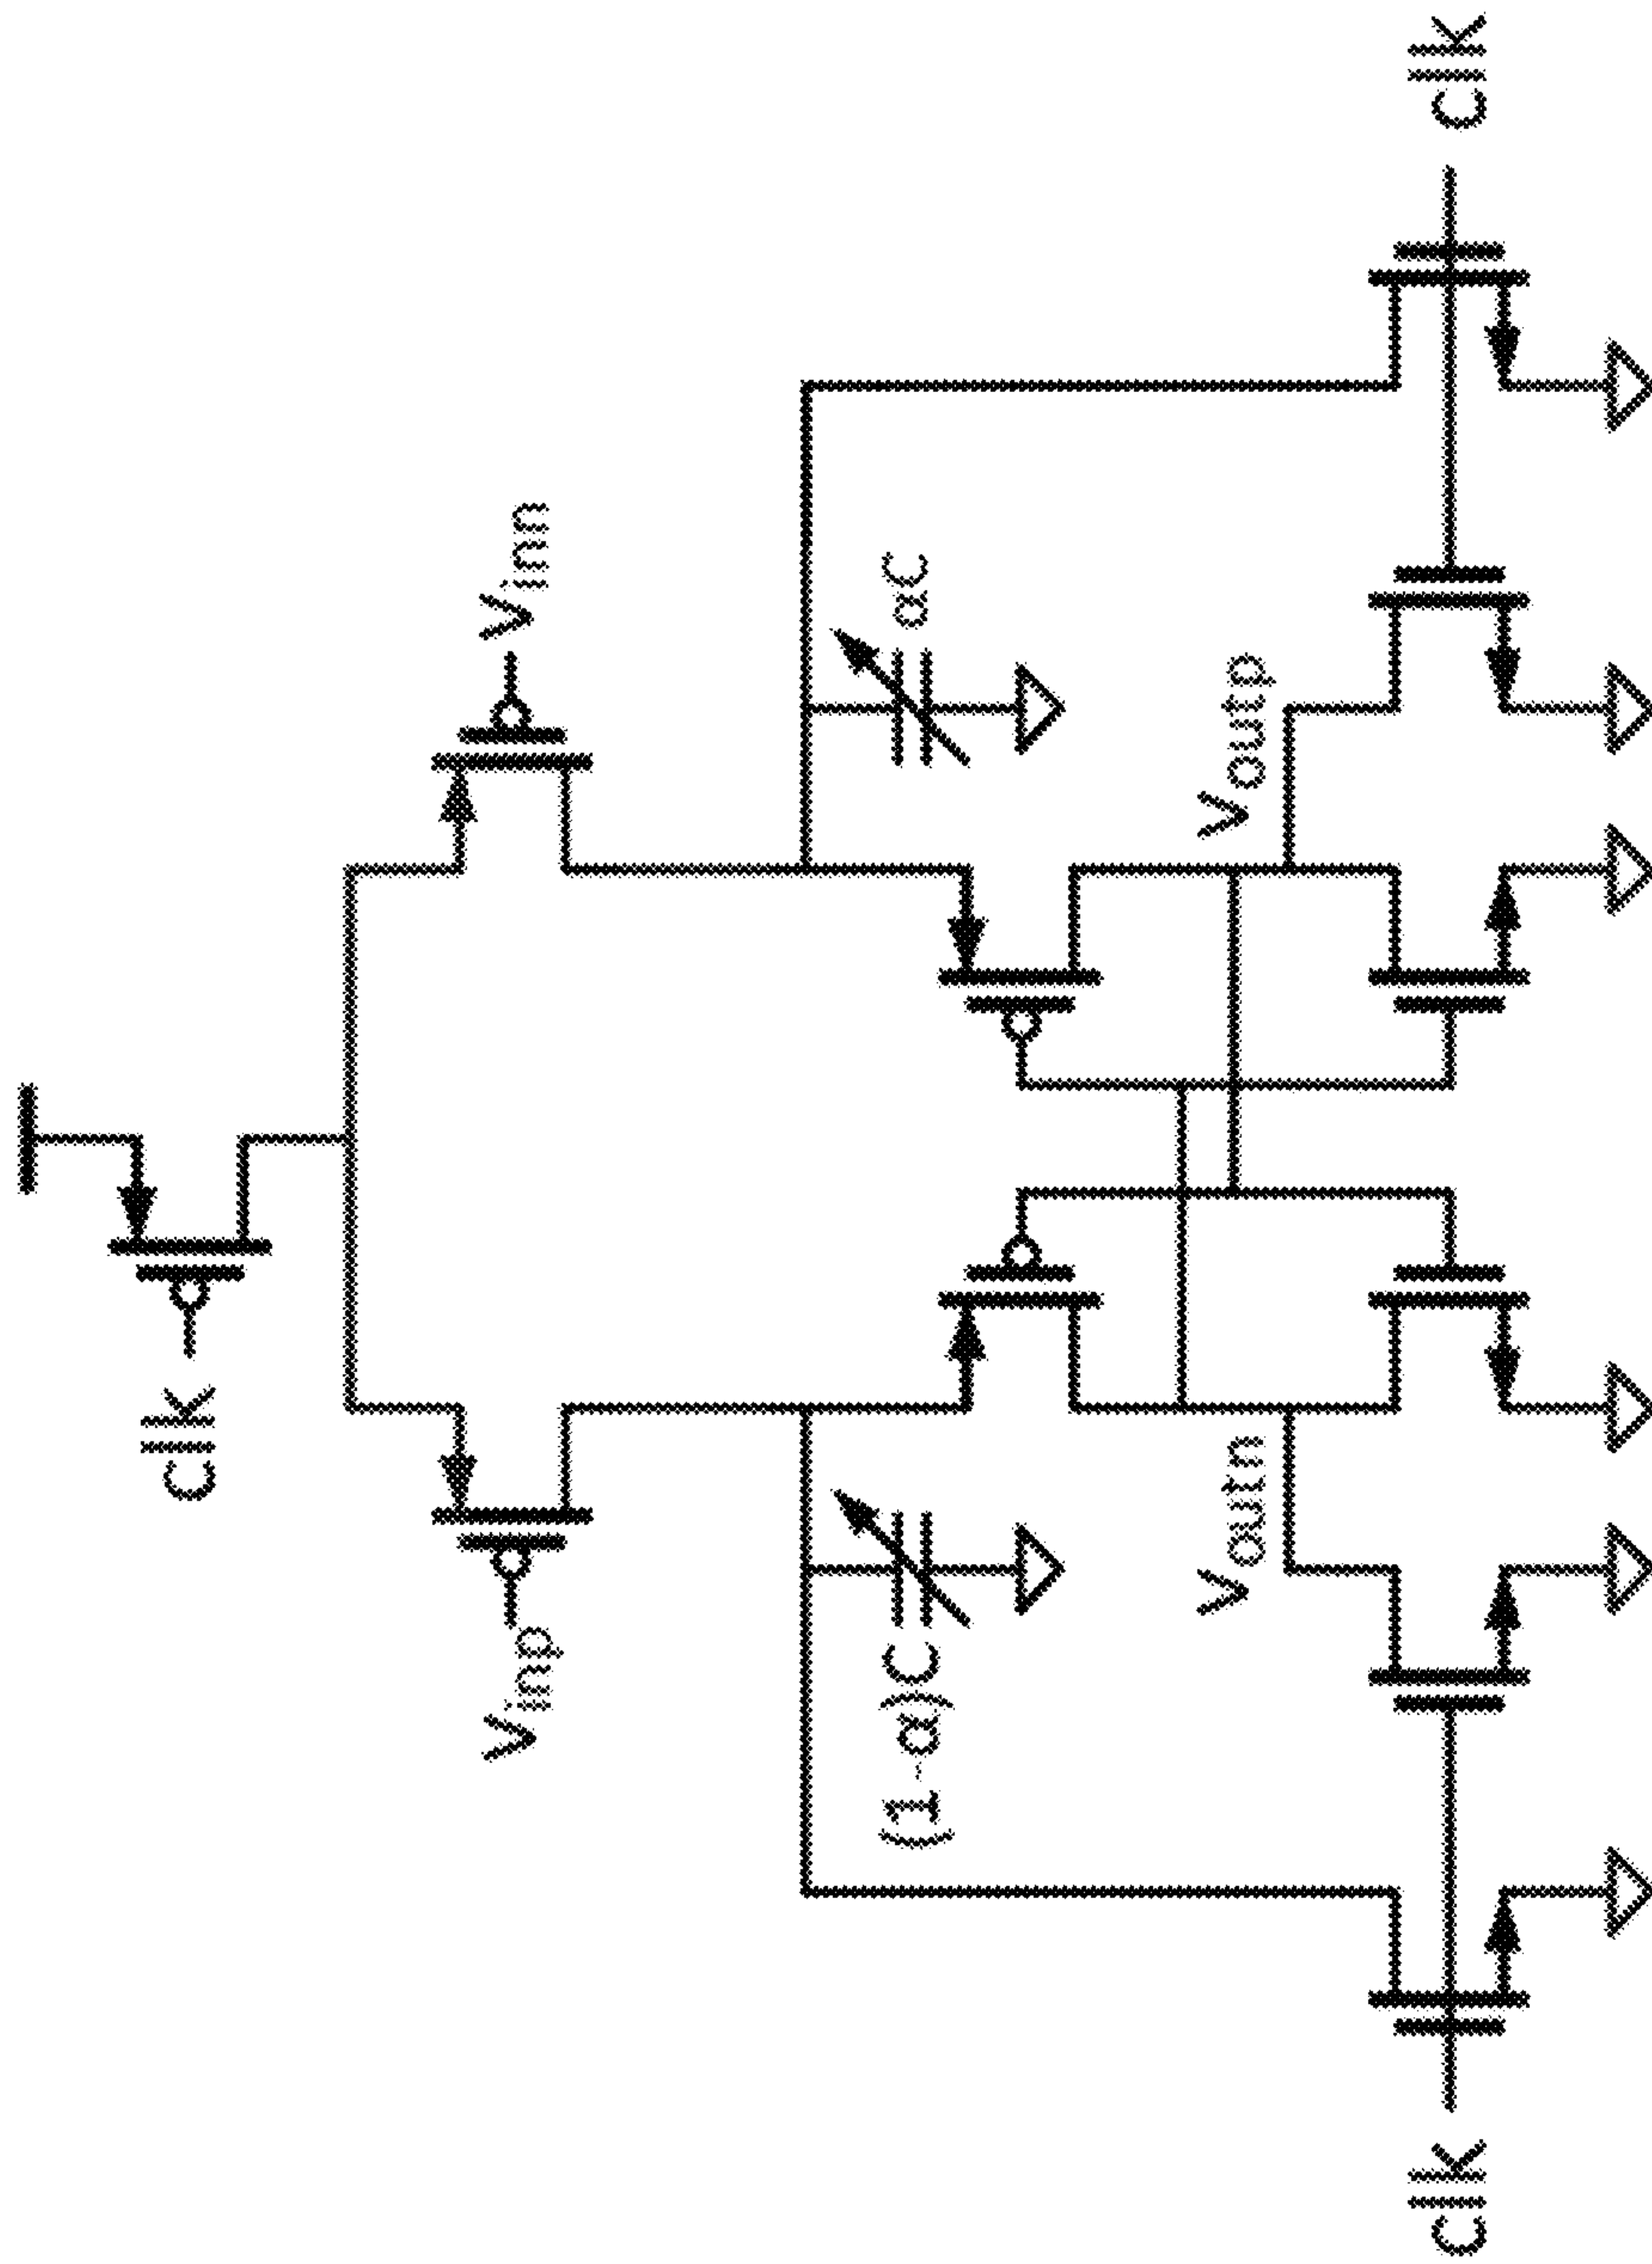 clk
Vinp
Vinn
(1-α)C
αC
Voutn
Voutp
clk
clk